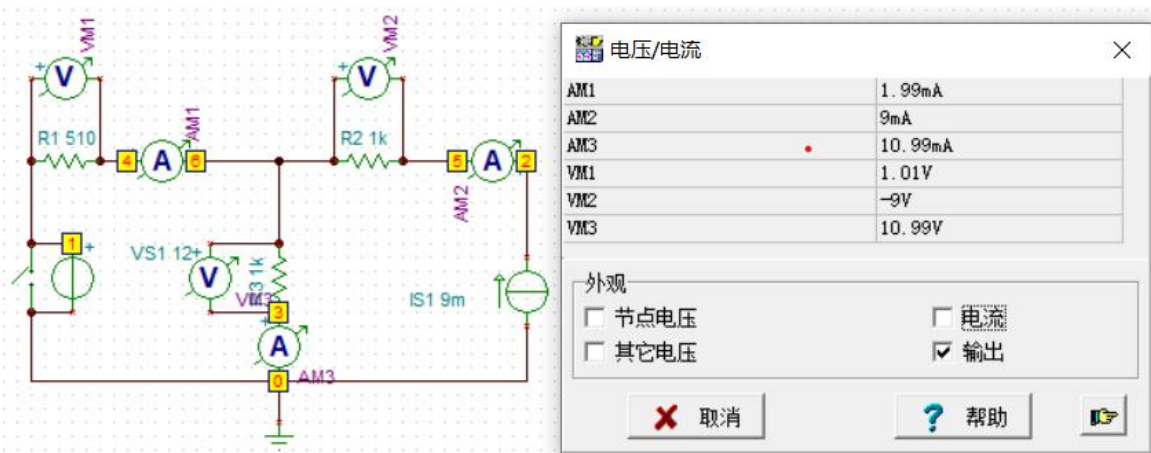 VM1
VM2
V
V
R1 510
AM1
R2 1k
4
A
6
5
A
2
AM2
1
VS1 12
V
3 1k
VM3
IS1 9m
3
A
0
AM3
电压/电流
AM1 1.99mA
AM2 9mA
AM3 10.99mA
VM1 1.01V
VM2 -9V
VM3 10.99V
外观
节点电压
电流
其它电压
输出
取消
帮助